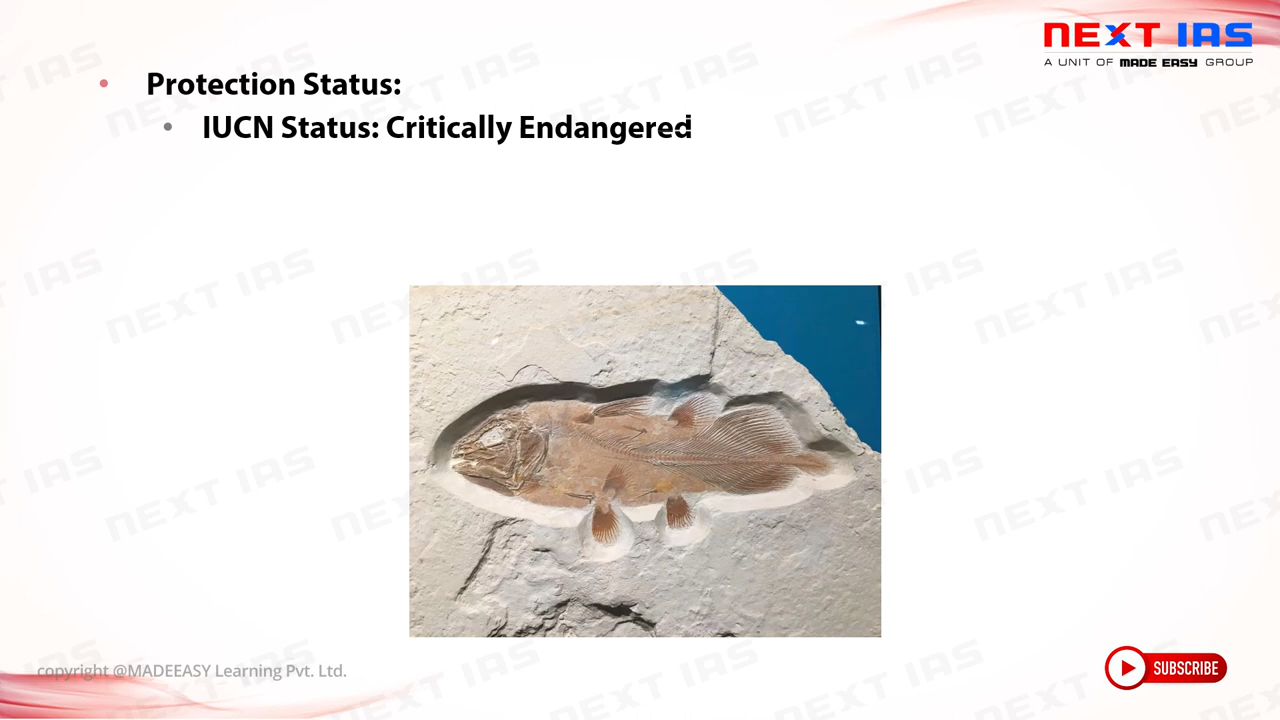 NEXT IAS
A UNIT OF MADE EASY GROUP
Protection Status:
IUCN Status: Critically Endangered
copyright @MADEEASY Learning Pvt. Ltd.
SUBSCRIBE